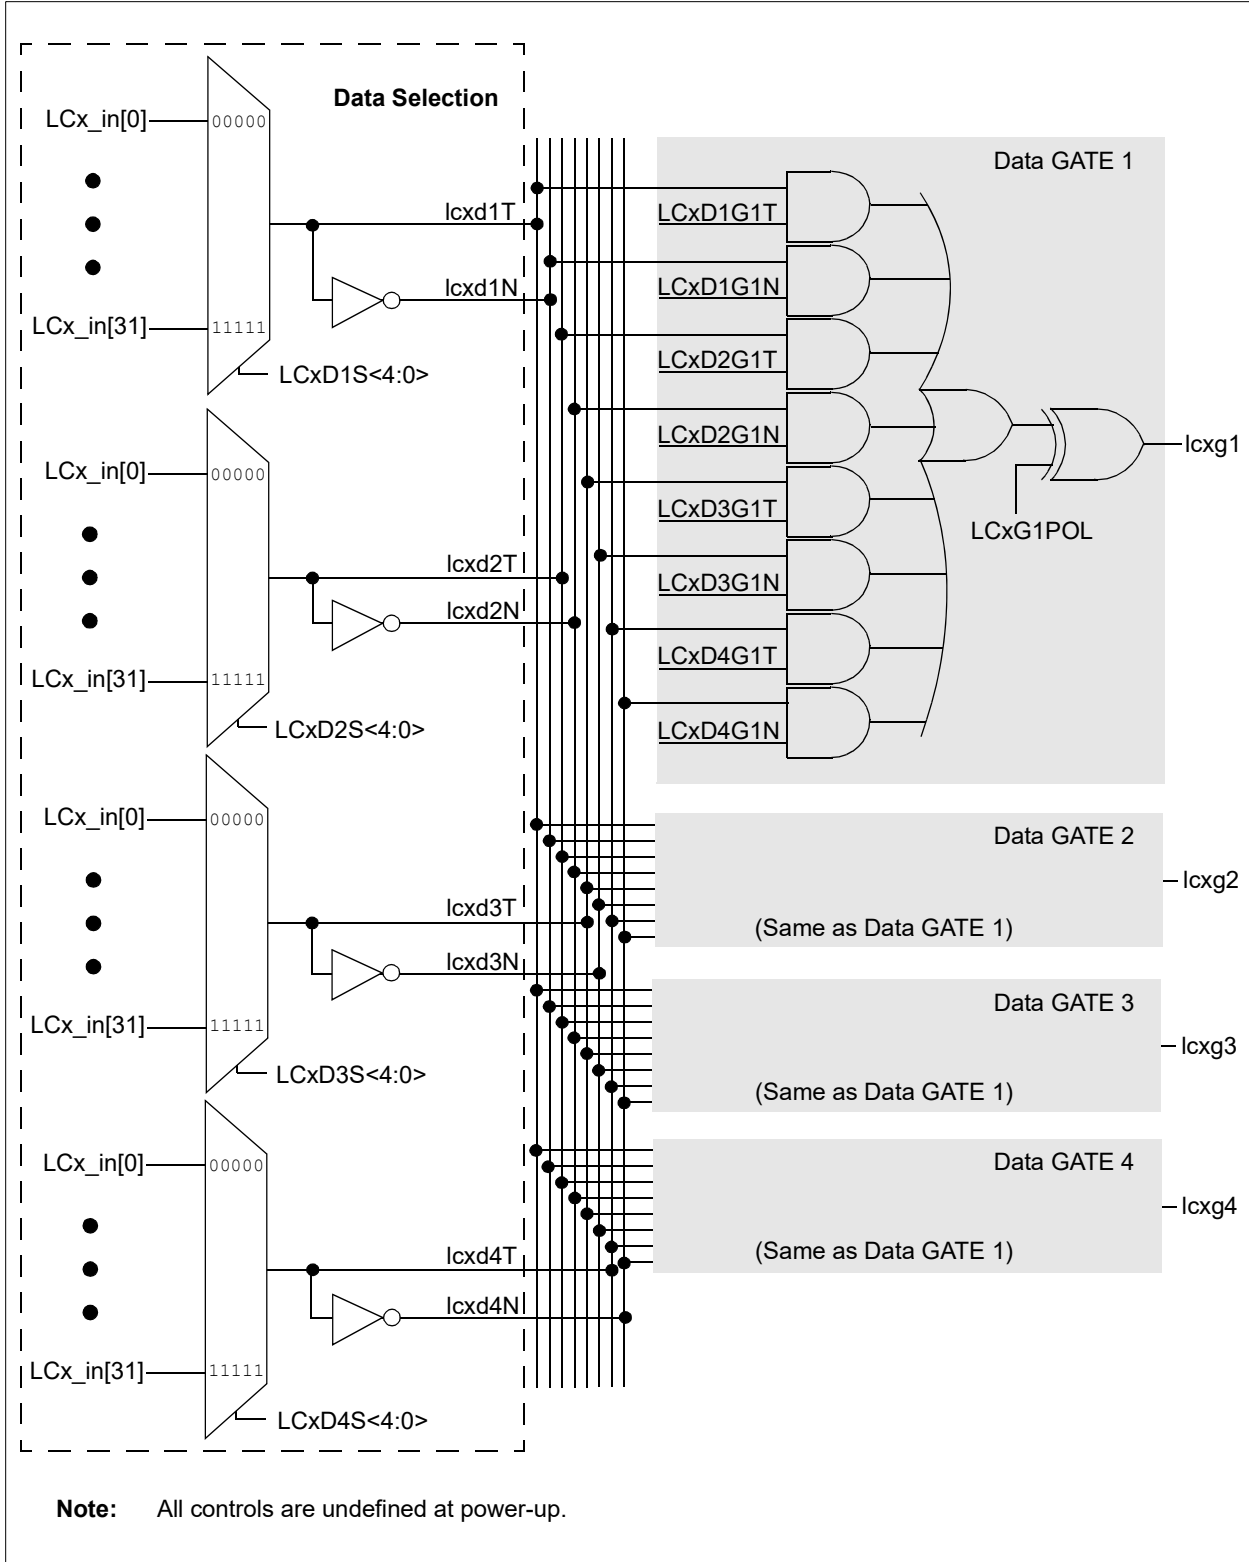 Data Selection
LCx_in[0]
00000
LCx_in[31]
11111
LCxD1S<4:0>
lcxd1T
lcxd1N
LCx_in[0]
00000
LCx_in[31]
11111
LCxD2S<4:0>
lcxd2T
lcxd2N
LCx_in[0]
00000
LCx_in[31]
11111
LCxD3S<4:0>
lcxd3T
lcxd3N
LCx_in[0]
00000
LCx_in[31]
11111
LCxD4S<4:0>
lcxd4T
lcxd4N
Data GATE 1
LCxD1G1T
LCxD1G1N
LCxD2G1T
LCxD2G1N
LCxD3G1T
LCxD3G1N
LCxD4G1T
LCxD4G1N
LCxG1POL
lcxg1
Data GATE 2
(Same as Data GATE 1)
lcxg2
Data GATE 3
(Same as Data GATE 1)
lcxg3
Data GATE 4
(Same as Data GATE 1)
lcxg4
Note: All controls are undefined at power-up.